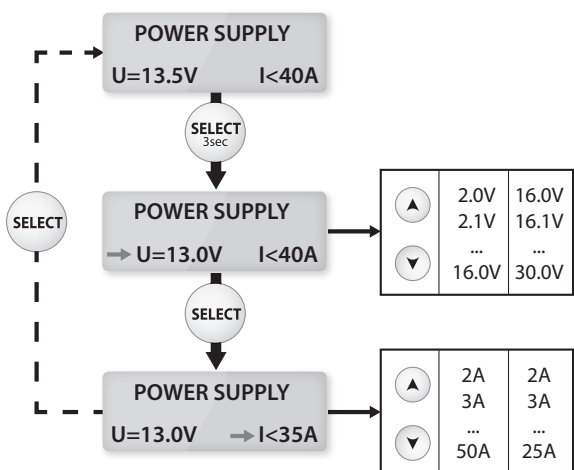 POWER SUPPLY
U=13.5V I<40A
SELECT
3sec
POWER SUPPLY
U=13.0V I<40A
2.0V 16.0V
2.1V 16.1V
... ...
16.0V 30.0V
SELECT
SELECT
POWER SUPPLY
U=13.0V I<35A
2A 2A
3A 3A
... ...
50A 25A